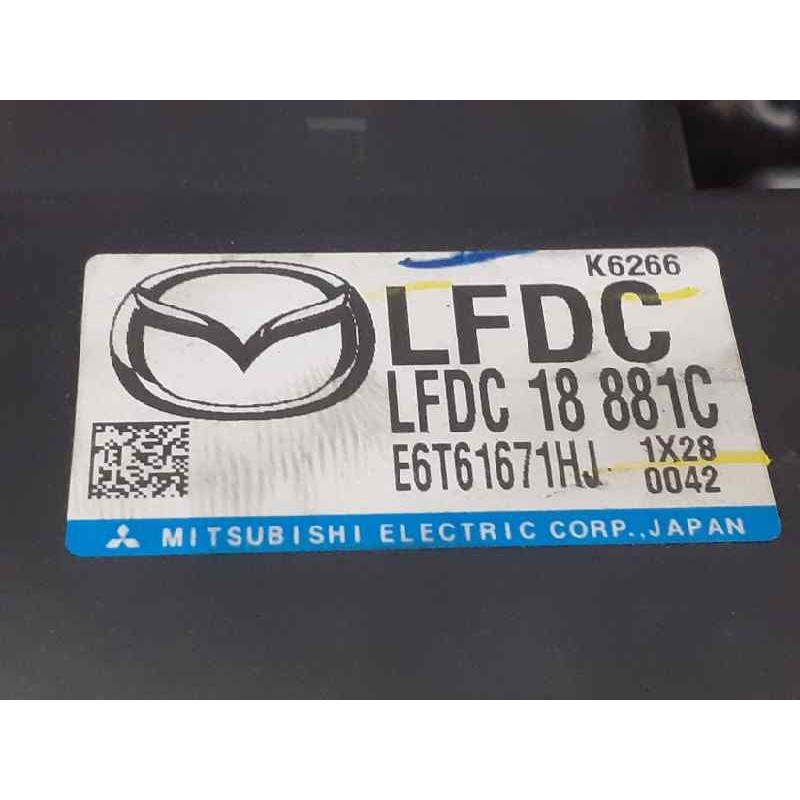 K6266
LFDC
LFDC 18 881C
E6T61671HJ 1X28
0042
MITSUBISHI ELECTRIC CORP., JAPAN